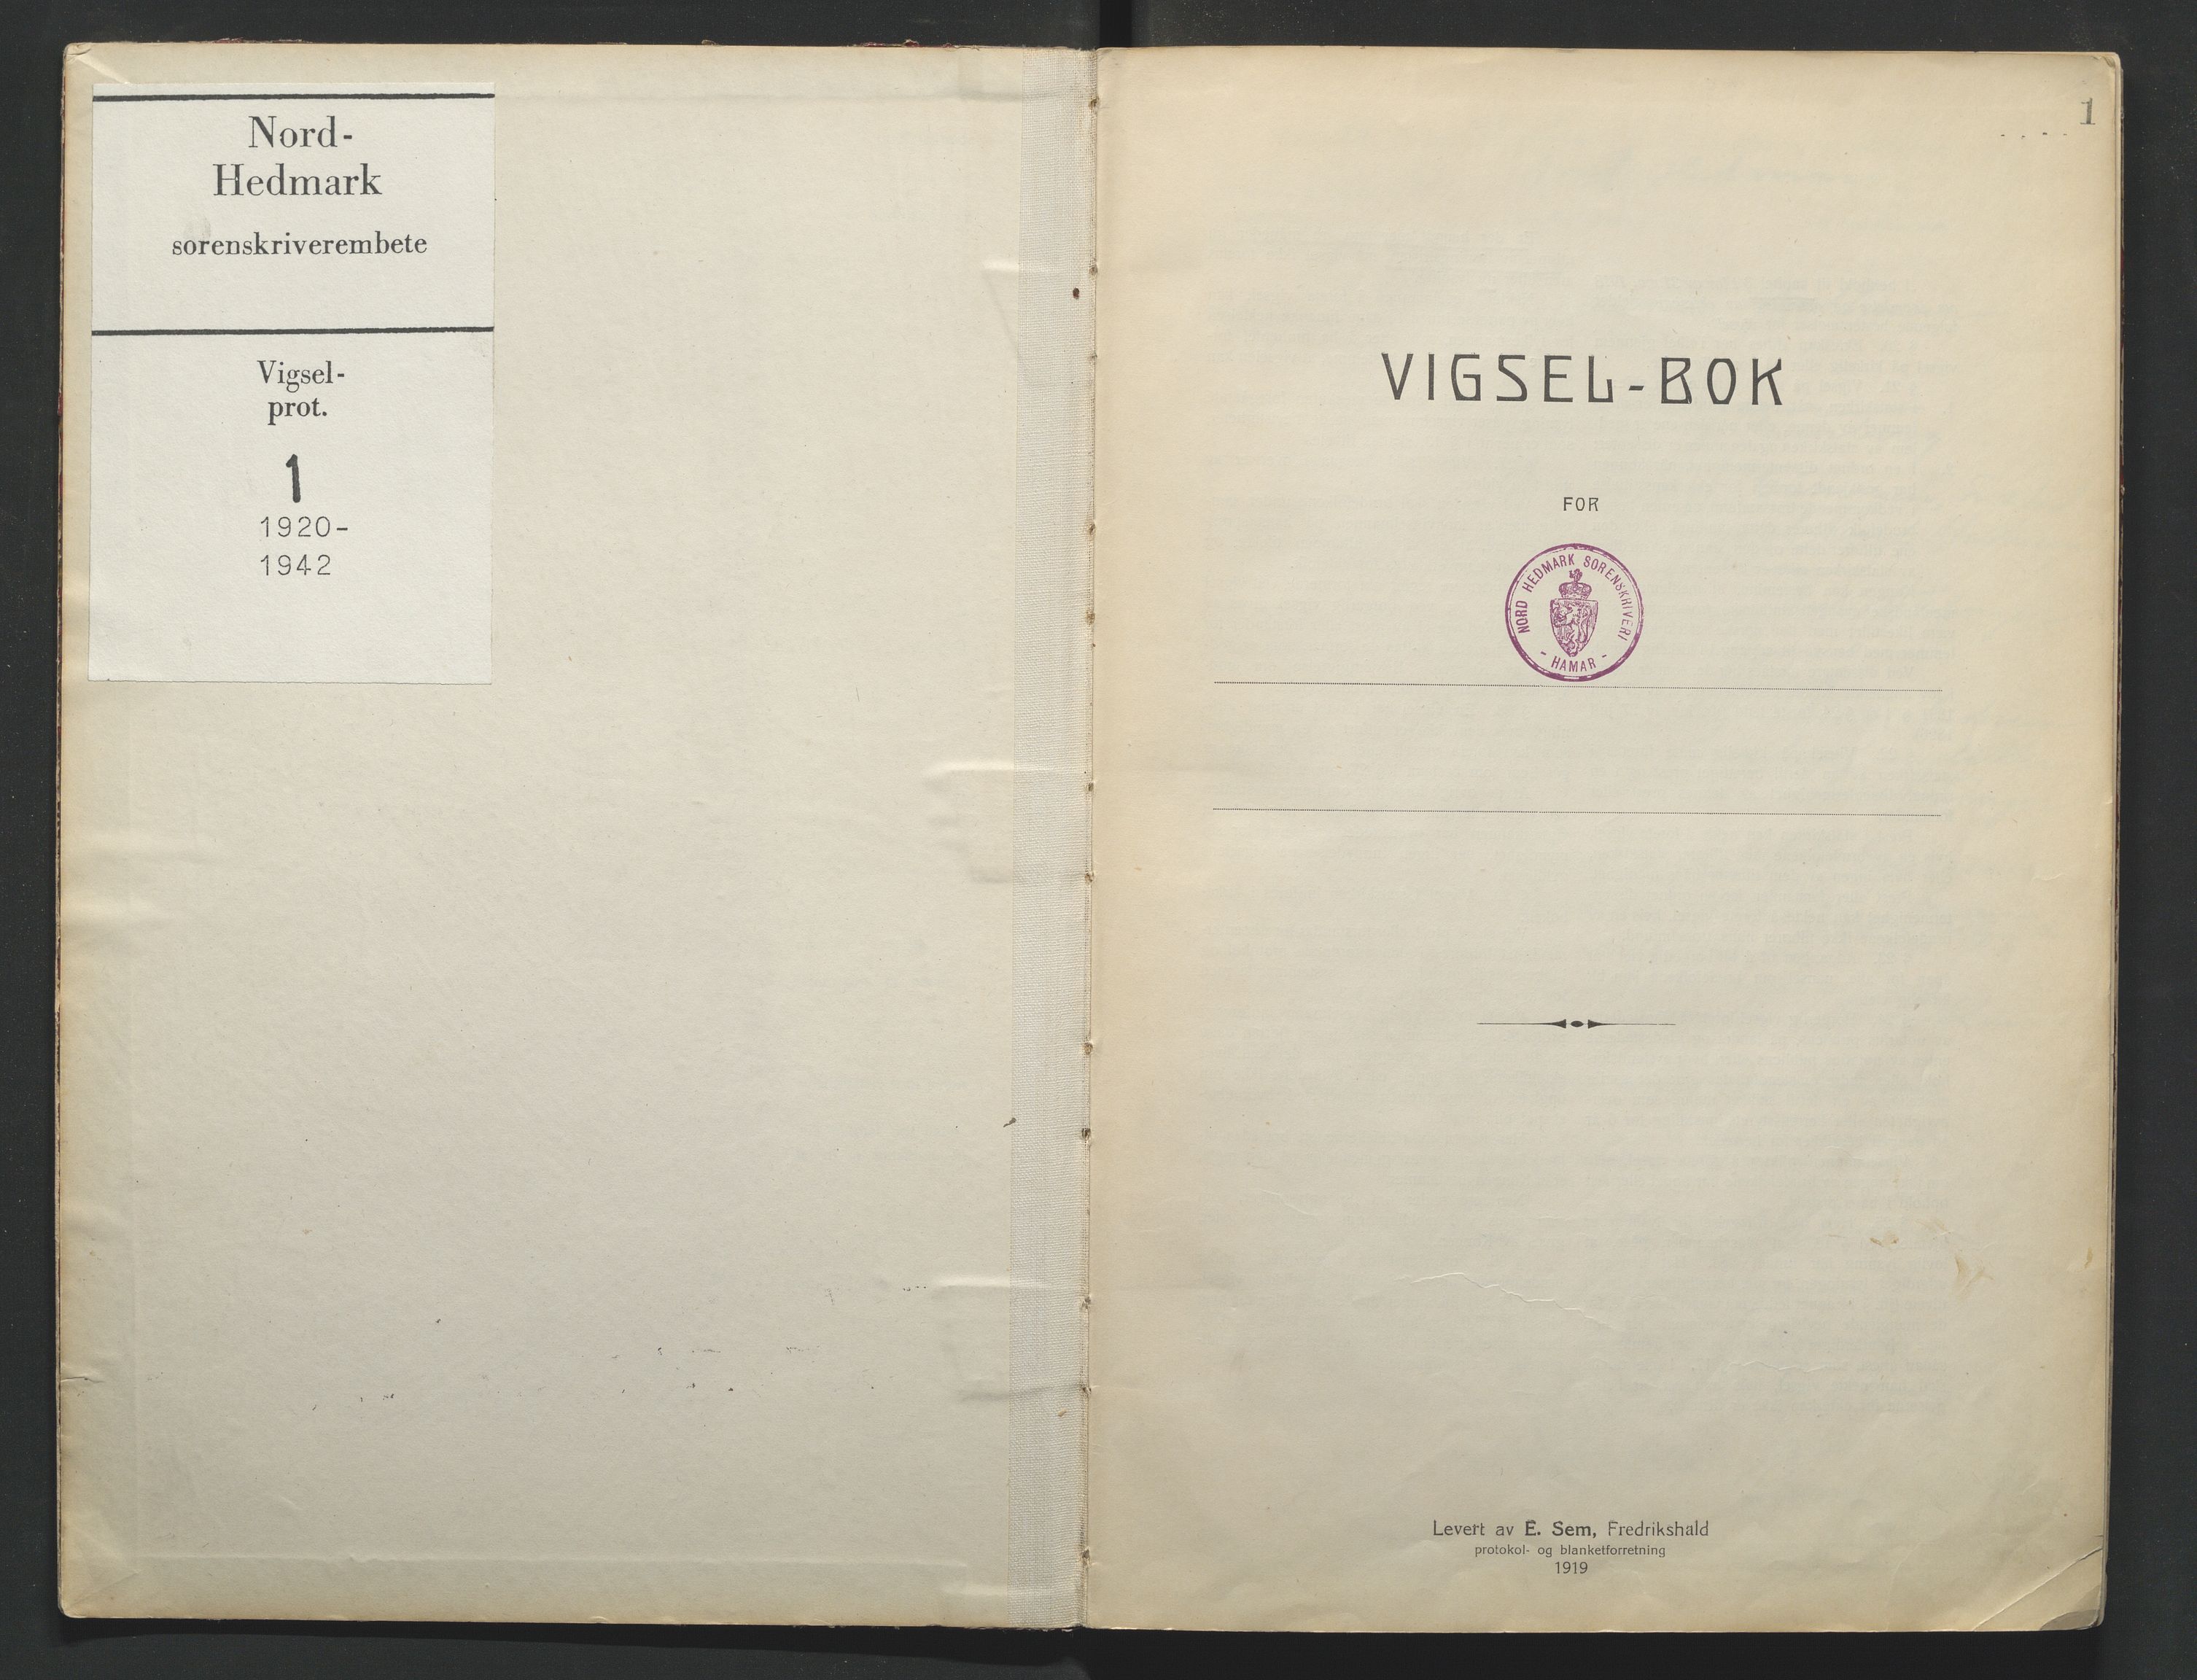 Nord-
Hedmark
sorenskriverembete
Vigsel-
prot.
1
1920-
1942
1
VIGSEL-BOK
FOR
NORD HEDMARK SORENSKRIVERI
- HAMAR -
Levert av E. Sem, Fredrikshald
protokol- og blanketforretning
1919